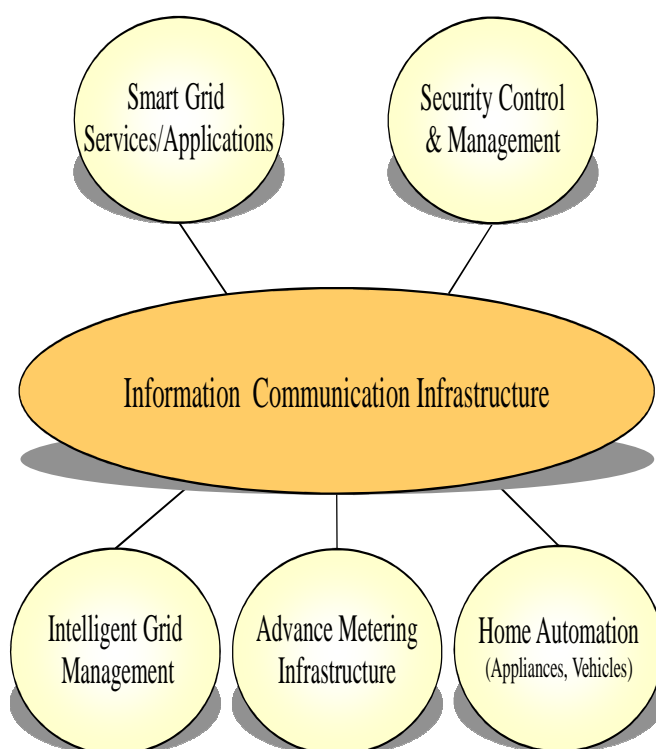 Smart Grid
Services/Applications
Security Control
& Management
Information Communication Infrastructure
Intelligent Grid
Management
Advance Metering
Infrastructure
Home Automation
(Appliances, Vehicles)